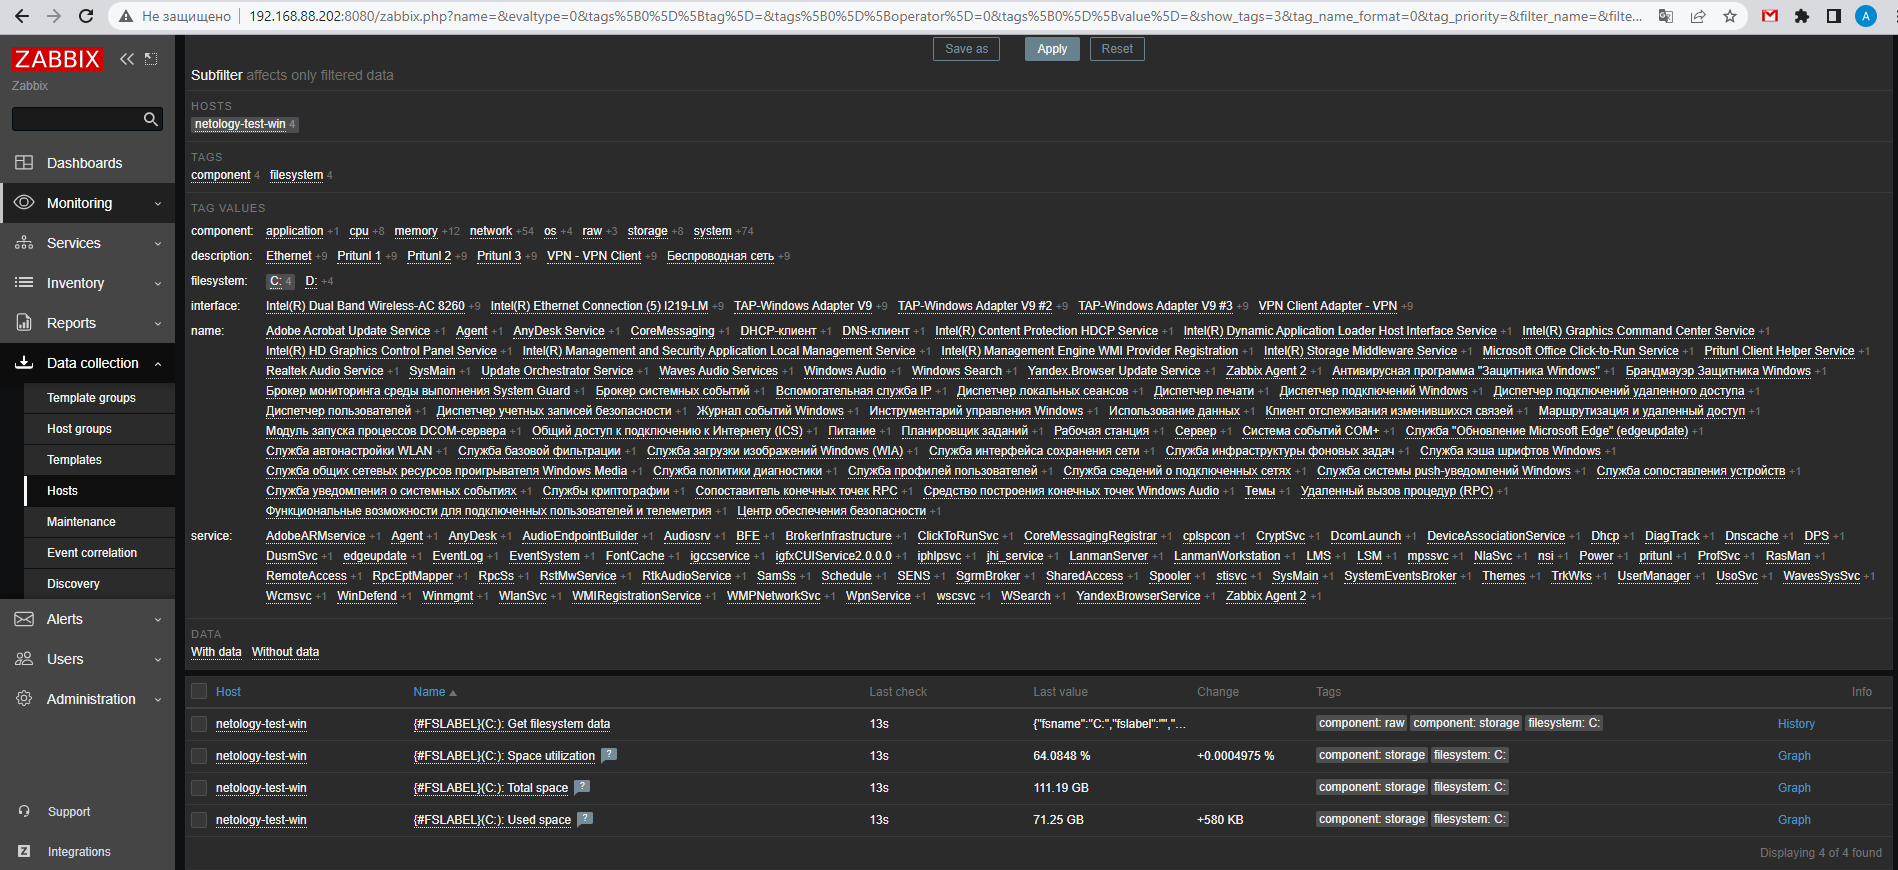 Не защищено 192.168.88.202:8080/zabbix.php?name=&evaltype=0&tags%5B0%5D%5Btag%5D=&tags%5B0%5D%5Boperator%5D=0&tags%5B0%5D%5Bvalue%5D=&show_tags=3&tag_name_format=0&tag_priority=&filter_name=&filte... A
ZABBIX
Zabbix
Dashboards
Monitoring
Services
Inventory
Reports
Data collection
Template groups
Host groups
Templates
Hosts
Maintenance
Event correlation
Discovery
Alerts
Users
Administration
Support
Z Integrations
Save as Apply Reset
Subfilter affects only filtered data
HOSTS
netology-test-win 4
TAGS
component 4 filesystem 4
TAG VALUES
component: application +1 cpu +8 memory +12 network +54 os +4 raw +3 storage +8 system +74
description: Ethernet +9 Pritunl 1 +9 Pritunl 2 +9 Pritunl 3 +9 VPN - VPN Client +9 Беспроводная сеть +9
filesystem: C: 4 D: +4
interface: Intel(R) Dual Band Wireless-AC 8260 +9 Intel(R) Ethernet Connection (5) I219-LM +9 TAP-Windows Adapter V9 +9 TAP-Windows Adapter V9 #2 +9 TAP-Windows Adapter V9 #3 +9 VPN Client Adapter - VPN +9
name: Adobe Acrobat Update Service +1 Agent +1 AnyDesk Service +1 CoreMessaging +1 DHCP-клиент +1 DNS-клиент +1 Intel(R) Content Protection HDCP Service +1 Intel(R) Dynamic Application Loader Host Interface Service +1 Intel(R) Graphics Command Center Service +1
Intel(R) HD Graphics Control Panel Service +1 Intel(R) Management and Security Application Local Management Service +1 Intel(R) Management Engine WMI Provider Registration +1 Intel(R) Storage Middleware Service +1 Microsoft Office Click-to-Run Service +1 Pritunl Client Helper Service +1
Realtek Audio Service +1 SysMain +1 Update Orchestrator Service +1 Waves Audio Services +1 Windows Audio +1 Windows Search +1 Yandex.Browser Update Service +1 Zabbix Agent 2 +1 Антивирусная программа "Защитника Windows" +1 Брандмауэр Защитника Windows +1
Брокер мониторинга среды выполнения System Guard +1 Брокер системных событий +1 Вспомогательная служба IP +1 Диспетчер локальных сеансов +1 Диспетчер печати +1 Диспетчер подключений Windows +1 Диспетчер подключений удаленного доступа +1
Диспетчер пользователей +1 Диспетчер учетных записей безопасности +1 Журнал событий Windows +1 Инструментарий управления Windows +1 Использование данных +1 Клиент отслеживания изменившихся связей +1 Маршрутизация и удаленный доступ +1
Модуль запуска процессов DCOM-сервера +1 Общий доступ к подключению к Интернету (ICS) +1 Питание +1 Планировщик заданий +1 Рабочая станция +1 Сервер +1 Система событий COM+ +1 Служба "Обновление Microsoft Edge" (edgeupdate) +1
Служба автонастройки WLAN +1 Служба базовой фильтрации +1 Служба загрузки изображений Windows (WIA) +1 Служба интерфейса сохранения сети +1 Служба инфраструктуры фоновых задач +1 Служба кэша шрифтов Windows +1
Служба общих сетевых ресурсов проигрывателя Windows Media +1 Служба политики диагностики +1 Служба профилей пользователей +1 Служба сведений о подключенных сетях +1 Служба системы push-уведомлений Windows +1 Служба сопоставления устройств +1
Служба уведомления о системных событиях +1 Службы криптографии +1 Сопоставитель конечных точек RPC +1 Средство построения конечных точек Windows Audio +1 Темы +1 Удаленный вызов процедур (RPC) +1
Функциональные возможности для подключенных пользователей и телеметрия +1 Центр обеспечения безопасности +1
service: AdobeARMservice +1 Agent +1 AnyDesk +1 AudioEndpointBuilder +1 Audiosrv +1 BFE +1 BrokerInfrastructure +1 ClickToRunSvc +1 CoreMessagingRegistrar +1 cplspcon +1 CryptSvc +1 DcomLaunch +1 DeviceAssociationService +1 Dhcp +1 DiagTrack +1 Dnscache +1 DPS +1
DusmSvc +1 edgeupdate +1 EventLog +1 EventSystem +1 FontCache +1 igccservice +1 igfxCUIService2.0.0.0 +1 iphlpsvc +1 jhi_service +1 LanmanServer +1 LanmanWorkstation +1 LMS +1 LSM +1 mpssvc +1 NlaSvc +1 nsi +1 Power +1 pritunl +1 ProfSvc +1 RasMan +1
RemoteAccess +1 RpcEptMapper +1 RpcSs +1 RstMwService +1 RtkAudioService +1 SamSs +1 Schedule +1 SENS +1 SgrmBroker +1 SharedAccess +1 Spooler +1 stisvc +1 SysMain +1 SystemEventsBroker +1 Themes +1 TrkWks +1 UserManager +1 UsoSvc +1 WavesSysSvc +1
Wcmsvc +1 WinDefend +1 Winmgmt +1 WlanSvc +1 WMIRegistrationService +1 WMPNetworkSvc +1 WpnService +1 wscsvc +1 WSearch +1 YandexBrowserService +1 Zabbix Agent 2 +1
DATA
With data Without data
Host Name Last check Last value Change Tags Info
netology-test-win {#FSLABEL}(C:): Get filesystem data 13s {"fsname":"C:","fslabel":"","... component: raw component: storage filesystem: C: History
netology-test-win {#FSLABEL}(C:): Space utilization ? 13s 64.0848 % +0.0004975 % component: storage filesystem: C: Graph
netology-test-win {#FSLABEL}(C:): Total space ? 13s 111.19 GB component: storage filesystem: C: Graph
netology-test-win {#FSLABEL}(C:): Used space ? 13s 71.25 GB +580 KB component: storage filesystem: C: Graph
Displaying 4 of 4 found